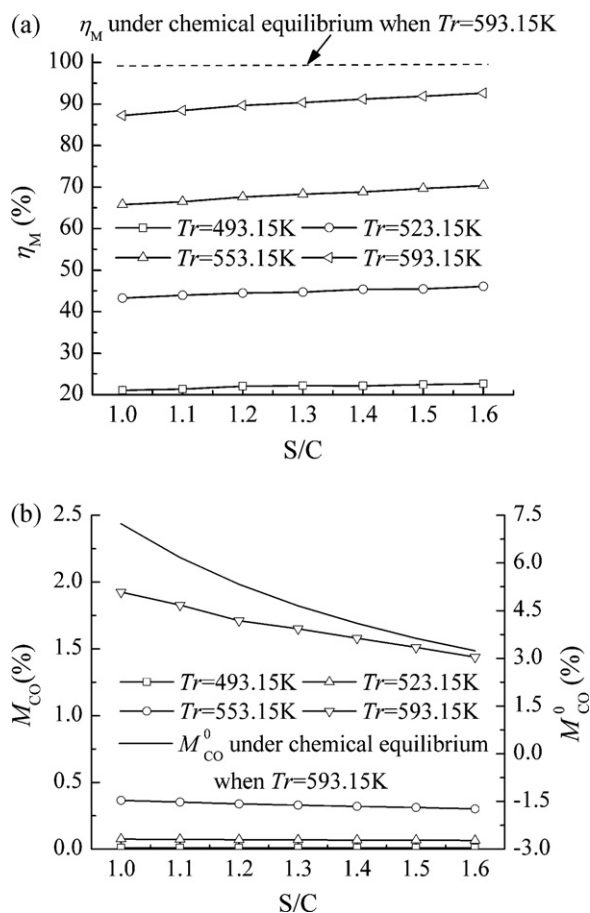 (a) η_M under chemical equilibrium when Tr=593.15K
100
90
80
70
60
50
40
30
20
η_M (%)
Tr=493.15K Tr=523.15K
Tr=553.15K Tr=593.15K
1.0 1.1 1.2 1.3 1.4 1.5 1.6
S/C
(b)
2.5
2.0
1.5
1.0
0.5
0.0
M_CO (%)
7.5
6.0
4.5
3.0
1.5
0.0
-1.5
-3.0
M_CO^0 (%)
Tr=493.15K Tr=523.15K
Tr=553.15K Tr=593.15K
M_CO^0 under chemical equilibrium
when Tr=593.15K
1.0 1.1 1.2 1.3 1.4 1.5 1.6
S/C